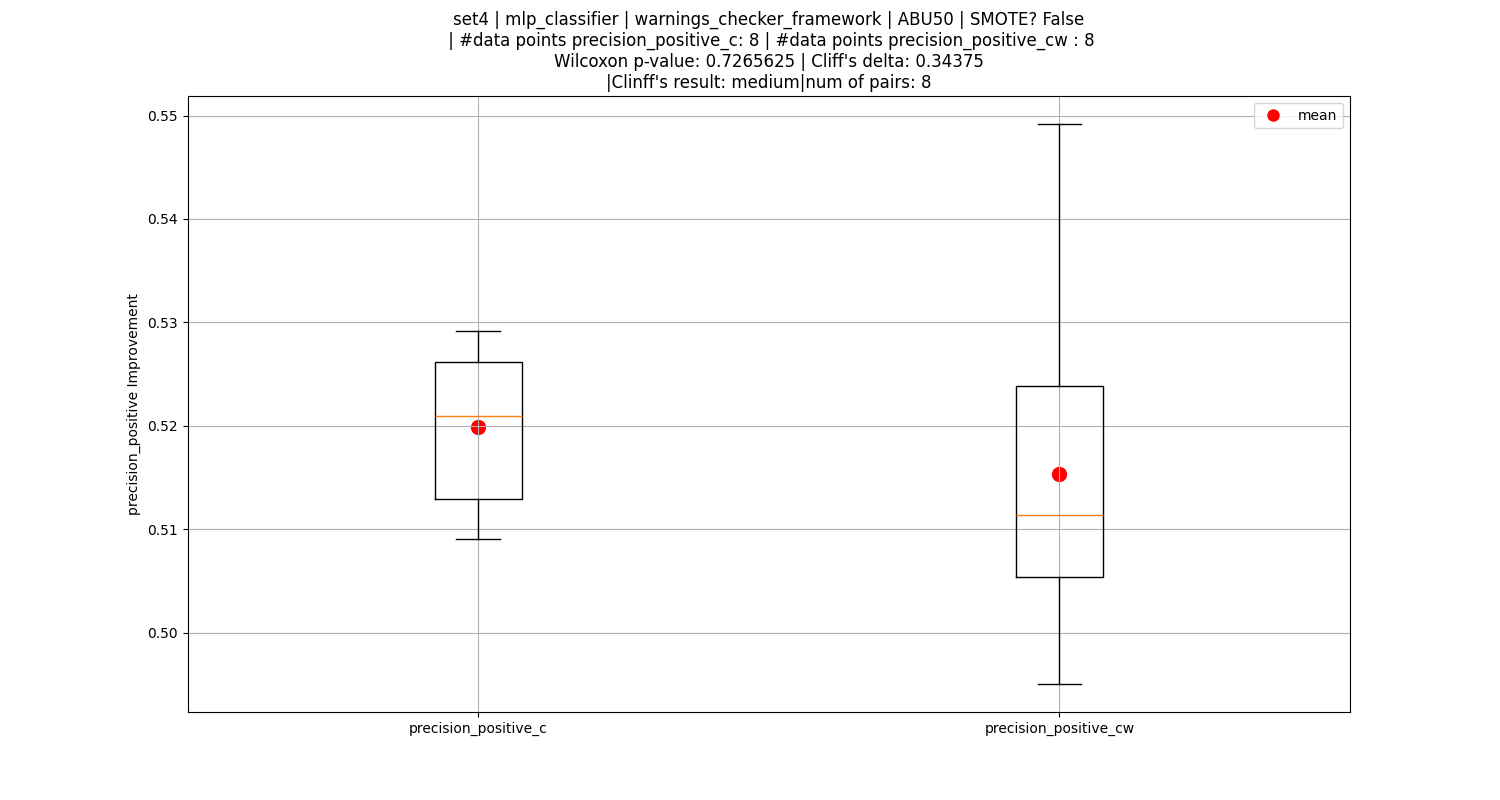 set4 | mlp_classifier | warnings_checker_framework | ABU50 | SMOTE? False
| #data points precision_positive_c: 8 | #data points precision_positive_cw : 8
Wilcoxon p-value: 0.7265625 | Cliff's delta: 0.34375
|Clinff's result: medium|num of pairs: 8
mean
0.55
0.54
0.53
0.52
0.51
0.50
precision_positive Improvement
precision_positive_c
precision_positive_cw